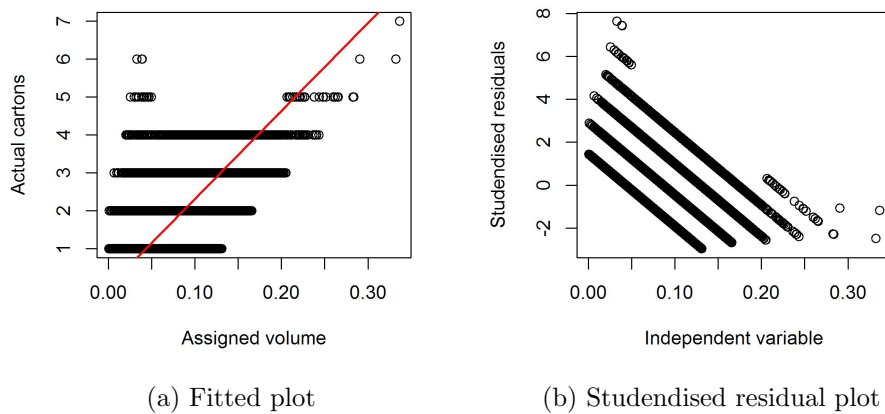 7
6
5
4
3
2
1
Actual cartons
0.00 0.10 0.20 0.30
Assigned volume
(a) Fitted plot
8
6
4
2
0
-2
Studendised residuals
0.00 0.10 0.20 0.30
Independent variable
(b) Studendised residual plot